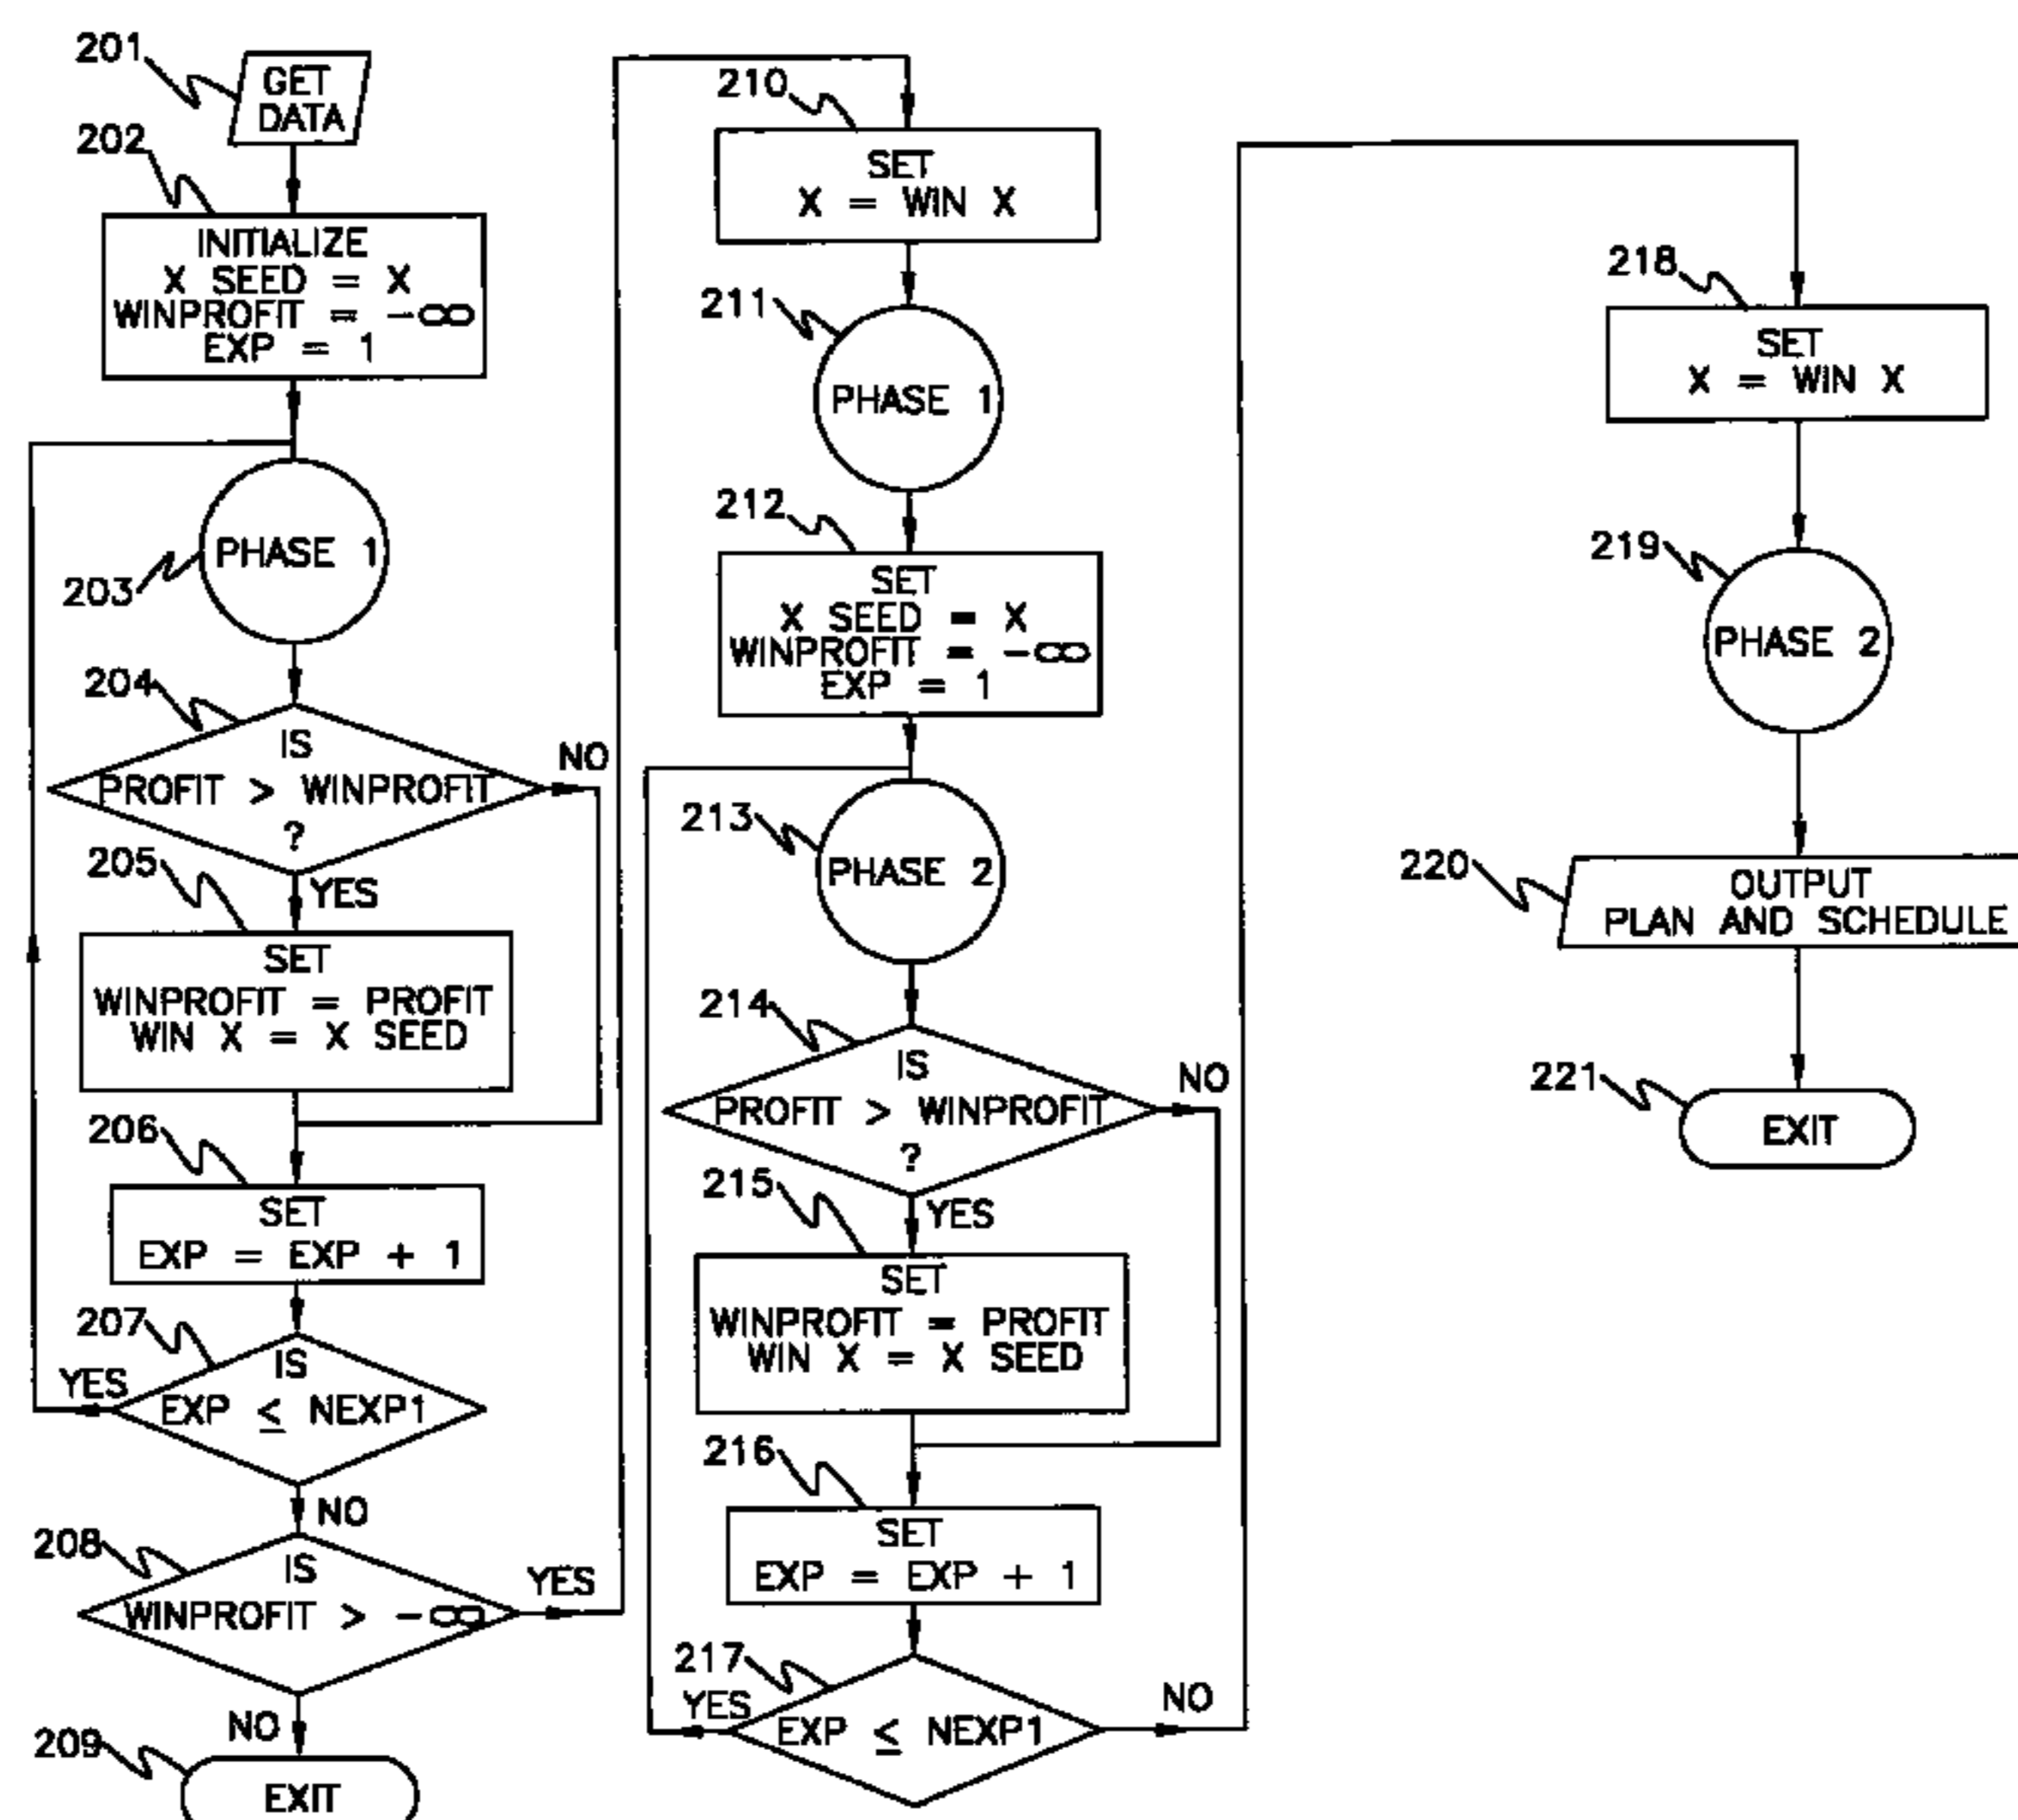 201
GET
DATA
202
INITIALIZE
X SEED = X
WINPROFIT = -∞
EXP = 1
203
PHASE 1
204
IS
PROFIT > WINPROFIT
?
NO
YES
205
SET
WINPROFIT = PROFIT
WIN X = X SEED
206
SET
EXP = EXP + 1
207
IS
EXP ≤ NEXP1
YES
NO
208
IS
WINPROFIT > -∞
YES
NO
209
EXIT
210
SET
X = WIN X
211
PHASE 1
212
SET
X SEED = X
WINPROFIT = -∞
EXP = 1
213
PHASE 2
214
IS
PROFIT > WINPROFIT
?
NO
YES
215
SET
WINPROFIT = PROFIT
WIN X = X SEED
216
SET
EXP = EXP + 1
217
IS
EXP ≤ NEXP1
YES
NO
218
SET
X = WIN X
219
PHASE 2
220
OUTPUT
PLAN AND SCHEDULE
221
EXIT